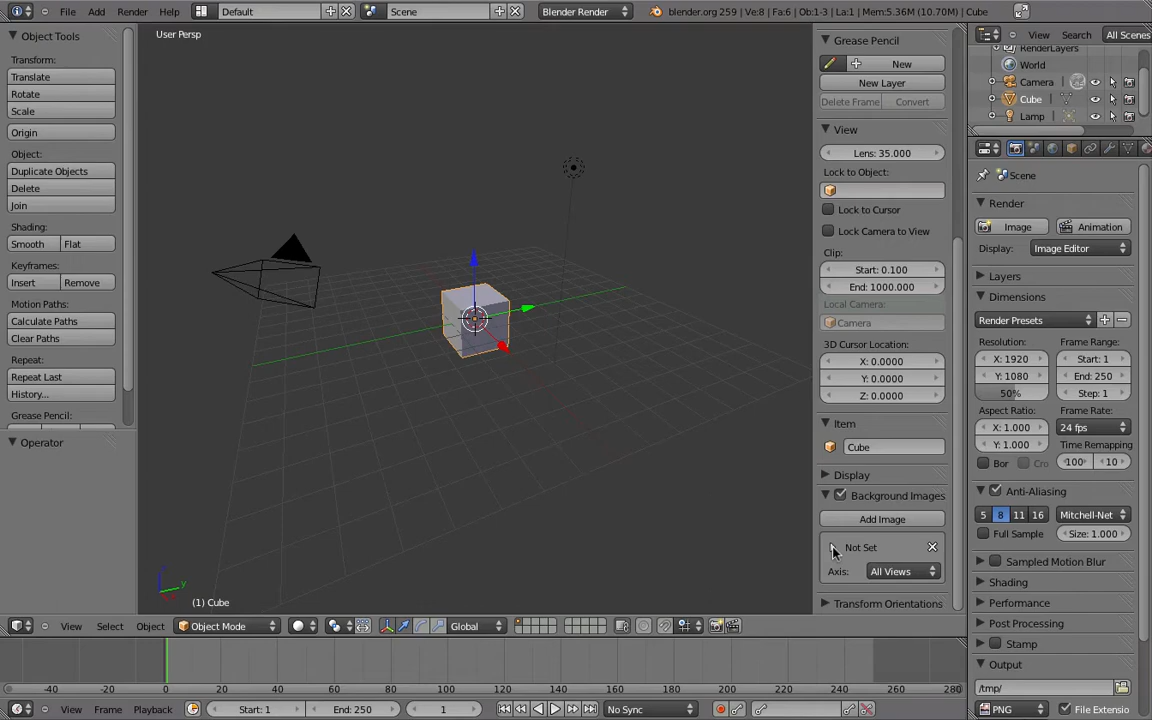 File Add Render Help Default Scene Blender Render blender.org 259 | Ve:8 | Fa:6 | Ob:1-3 | La:1 | Mem:5.36M (10.70M) | Cube
Object Tools
Transform:
Translate
Rotate
Scale
Origin
Object:
Duplicate Objects
Delete
Join
Shading:
Smooth Flat
Keyframes:
Insert Remove
Motion Paths:
Calculate Paths
Clear Paths
Repeat:
Repeat Last
History...
Grease Pencil:
Operator
User Persp
z
y
(1) Cube
Grease Pencil
New
New Layer
Delete Frame Convert
View
Lens: 35.000
Lock to Object:
Lock to Cursor
Lock Camera to View
Clip:
Start: 0.100
End: 1000.000
Local Camera:
Camera
3D Cursor Location:
X: 0.0000
Y: 0.0000
Z: 0.0000
Item
Cube
Display
Background Images
Add Image
Not Set
Axis: All Views
Transform Orientations
View Search All Scenes
RenderLayers
World
Camera
Cube
Lamp
Scene
Render
Image Animation
Display: Image Editor
Layers
Dimensions
Render Presets
Resolution: Frame Range:
X: 1920 Start: 1
Y: 1080 End: 250
50% Step: 1
Aspect Ratio: Frame Rate:
X: 1.000 24 fps
Y: 1.000 Time Remapping
Bor Cro 100 10
Anti-Aliasing
5 8 11 16 Mitchell-Net
Full Sample Size: 1.000
Sampled Motion Blur
Shading
Performance
Post Processing
Stamp
Output
/tmp/
PNG File Extensio
View Select Object Object Mode Global
-40 -20 0 20 40 60 80 100 120 140 160 180 200 220 240 260 280
View Frame Playback Start: 1 End: 250 1 No Sync